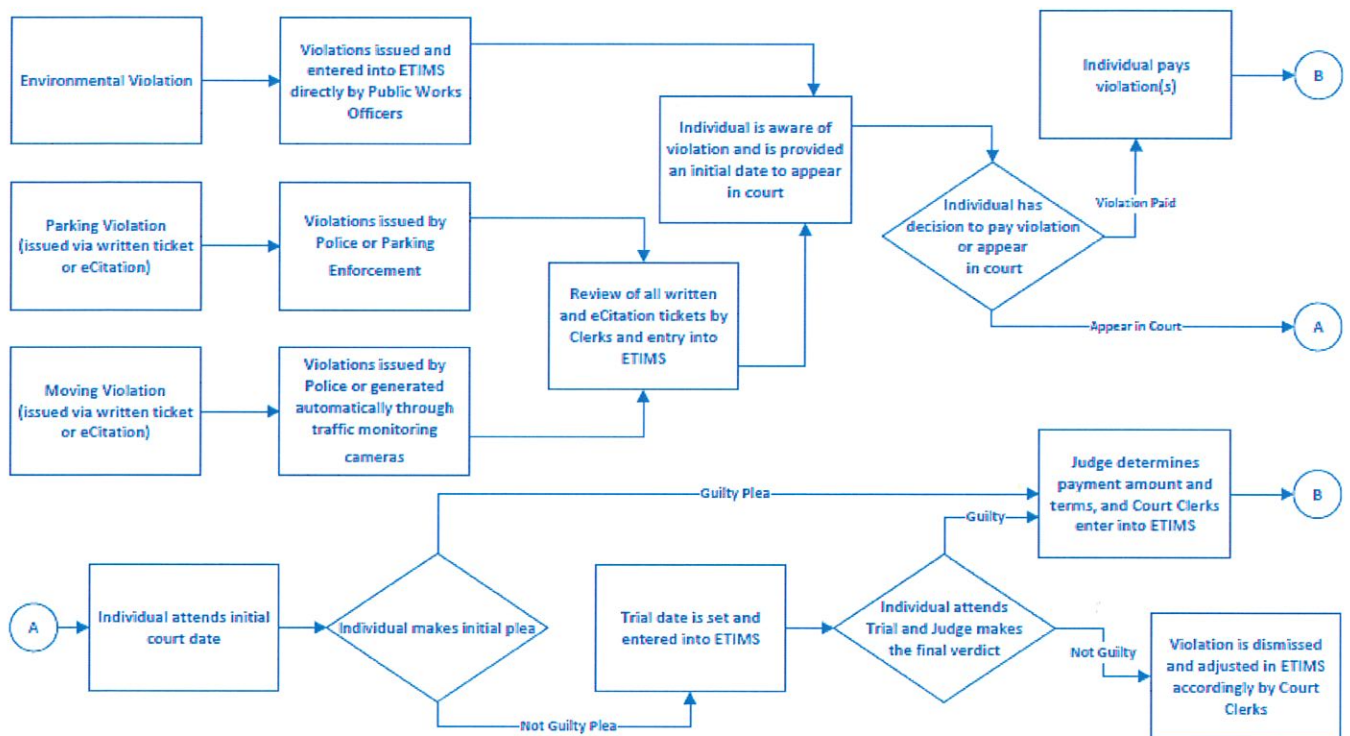 Environmental Violation
Violations issued and
entered into ETIMS
directly by Public Works
Officers
Individual is aware of
violation and is provided
an initial date to appear
in court
Individual pays
violation(s)
B
Parking Violation
(issued via written ticket
or eCitation)
Violations issued by
Police or Parking
Enforcement
Review of all written
and eCitation tickets by
Clerks and entry into
ETIMS
Individual has
decision to pay violation
or appear
in court
Violation Paid
Appear in Court
A
Moving Violation
(issued via written ticket
or eCitation)
Violations issued by
Police or generated
automatically through
traffic monitoring
cameras
Guilty Plea
Guilty
Judge determines
payment amount and
terms, and Court Clerks
enter into ETIMS
B
A
Individual attends initial
court date
Individual makes initial plea
Not Guilty Plea
Trial date is set and
entered into ETIMS
Individual attends
Trial and Judge makes
the final verdict
Not Guilty
Violation is dismissed
and adjusted in ETIMS
accordingly by Court
Clerks